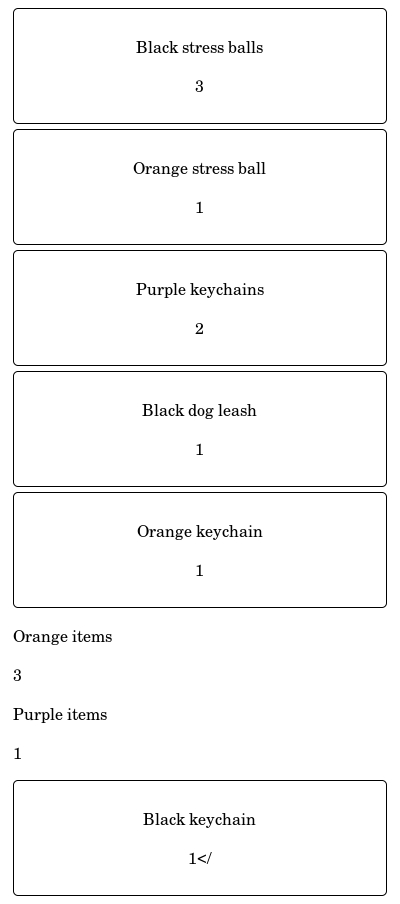 Black stress balls
3
Orange stress ball
1
Purple keychains
2
Black dog leash
1
Orange keychain
1
Orange items
3
Purple items
1
Black keychain
1</